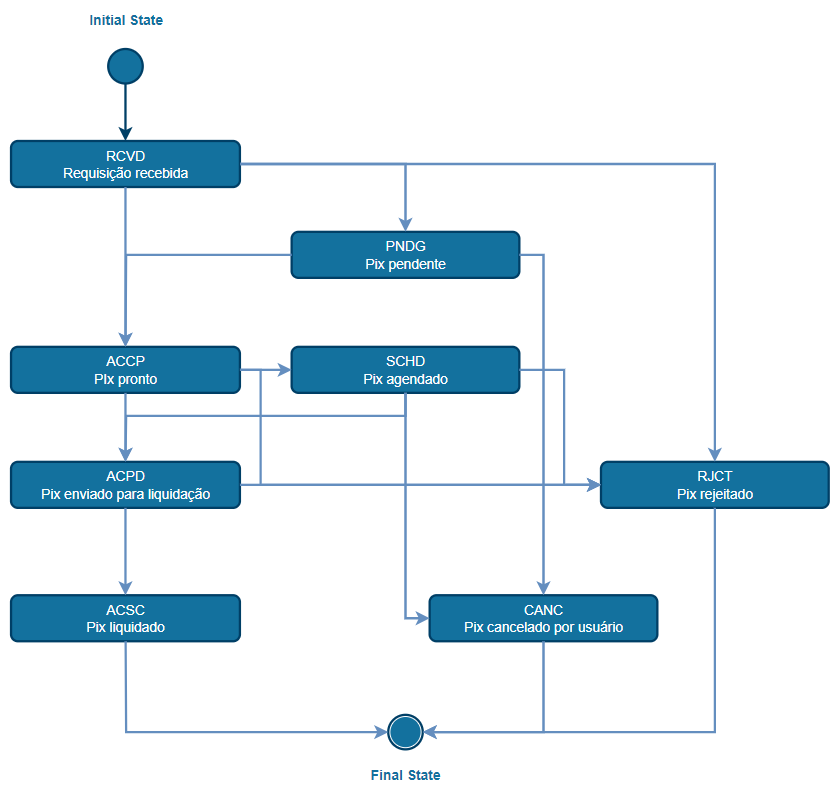 Initial State
RCVD
Requisição recebida
PNDG
Pix pendente
ACCP
PIx pronto
SCHD
Pix agendado
ACPD
Pix enviado para liquidação
RJCT
Pix rejeitado
ACSC
Pix liquidado
CANC
Pix cancelado por usuário
Final State